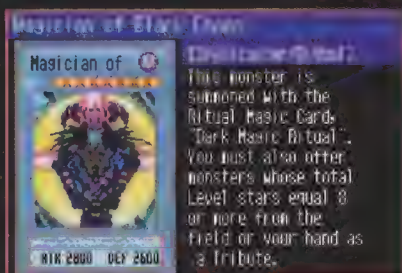 Magician of Black Chaos
Magician of
ATK 2800 DEF 2600
[Spellcaster/Ritual]
This monster is
summoned with the
Ritual Magic Card,
"Dark Magic Ritual".
You must also offer
monsters whose total
Level stars equal 8
or more from the
field or your hand as
a Tribute.